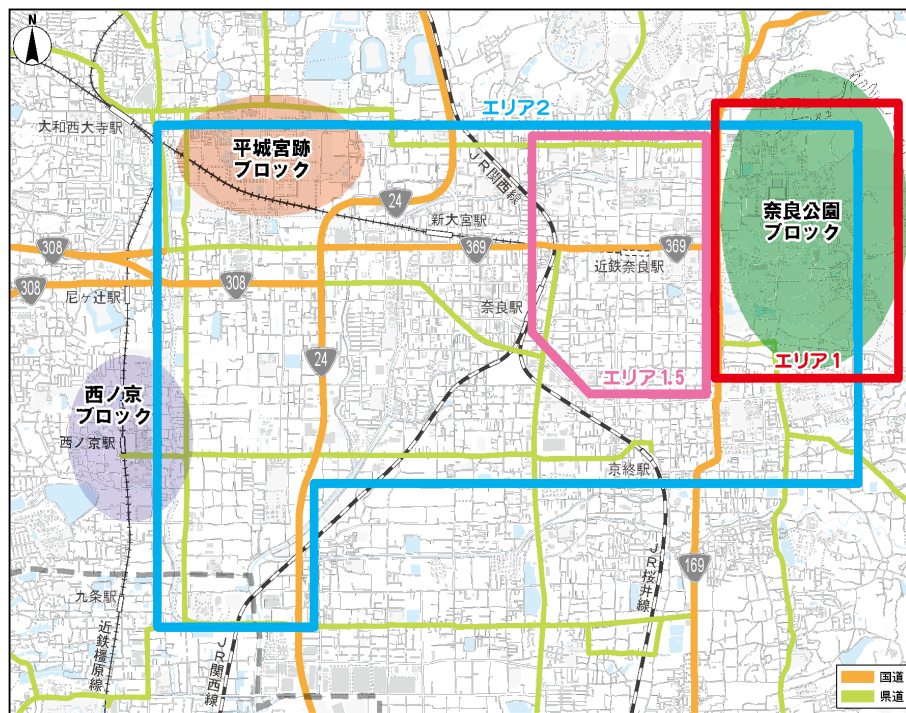 N
エリア2
大和西大寺駅
平城宮跡
ブロック
JR関西線
24
奈良公園
ブロック
新大宮駅
308
369
369
近鉄奈良駅
308
308
尼ヶ辻駅
奈良駅
24
エリア1
エリア1.5
西ノ京
ブロック
西ノ京駅
京終駅
169
JR桜井線
九条駅
近鉄橿原線
JR関西線
国道
県道